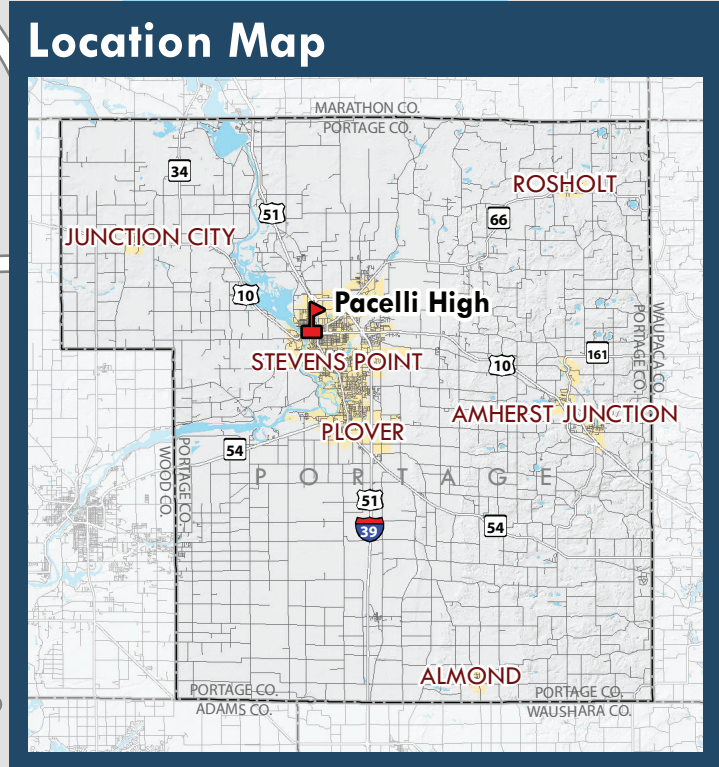 Location Map
MARATHON CO.
PORTAGE CO.
34
ROSHOLT
51
66
JUNCTION CITY
10
Pacelli High
WAUPACA CO.
PORTAGE CO.
161
STEVENS POINT
10
AMHERST JUNCTION
PLOVER
54
PORTAGE CO.
WOOD CO.
PORTAGE
51
39
54
ALMOND
PORTAGE CO.
ADAMS CO.
PORTAGE CO.
WAUSHARA CO.